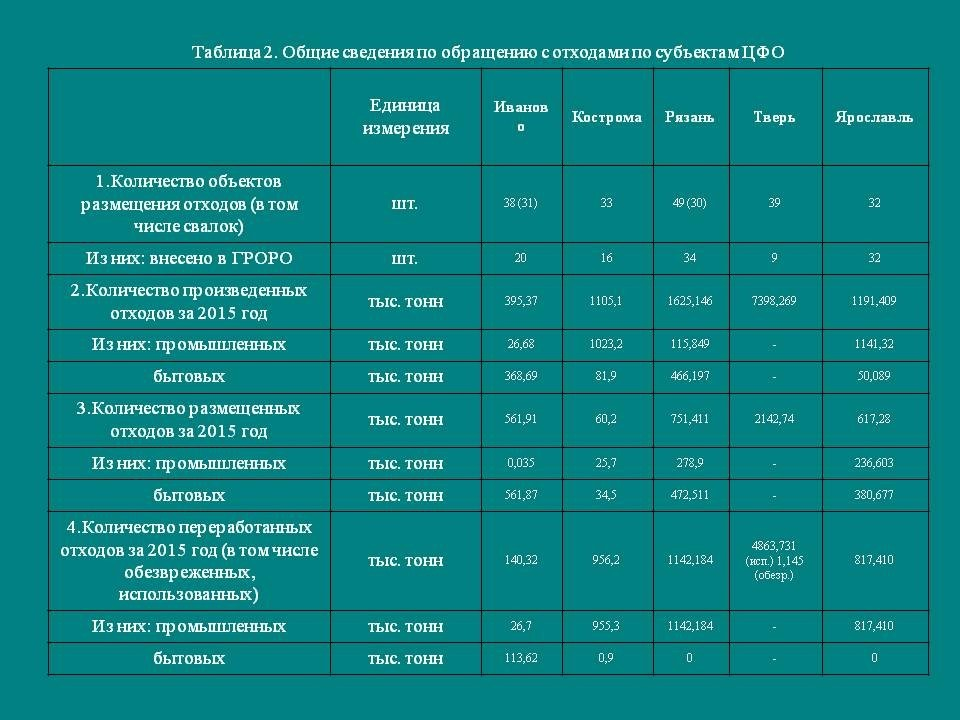 Таблица 2. Общие сведения по обращению с отходами по субъектам ЦФО
Единица
измерения
Иванов
о
Кострома
Рязань
Тверь
Ярославль
1.Количество объектов
размещения отходов (в том
числе свалок)
шт.
38 (31)
33
49 (30)
39
32
Из них: внесено в ГРОРО
шт.
20
16
34
9
32
2.Количество произведенных
отходов за 2015 год
тыс. тонн
395,37
1105,1
1625,146
7398,269
1191,409
Из них: промышленных
тыс. тонн
26,68
1023,2
115,849
-
1141,32
бытовых
тыс. тонн
368,69
81,9
466,197
-
50,089
3.Количество размещенных
отходов за 2015 год
тыс. тонн
561,91
60,2
751,411
2142,74
617,28
Из них: промышленных
тыс. тонн
0,035
25,7
278,9
-
236,603
бытовых
тыс. тонн
561,87
34,5
472,511
-
380,677
4.Количество переработанных
отходов за 2015 год (в том числе
обезвреженных,
использованных)
тыс. тонн
140,32
956,2
1142,184
4863,731
(исп.) 1,145
(обезр.)
817,410
Из них: промышленных
тыс. тонн
26,7
955,3
1142,184
-
817,410
бытовых
тыс. тонн
113,62
0,9
0
-
0